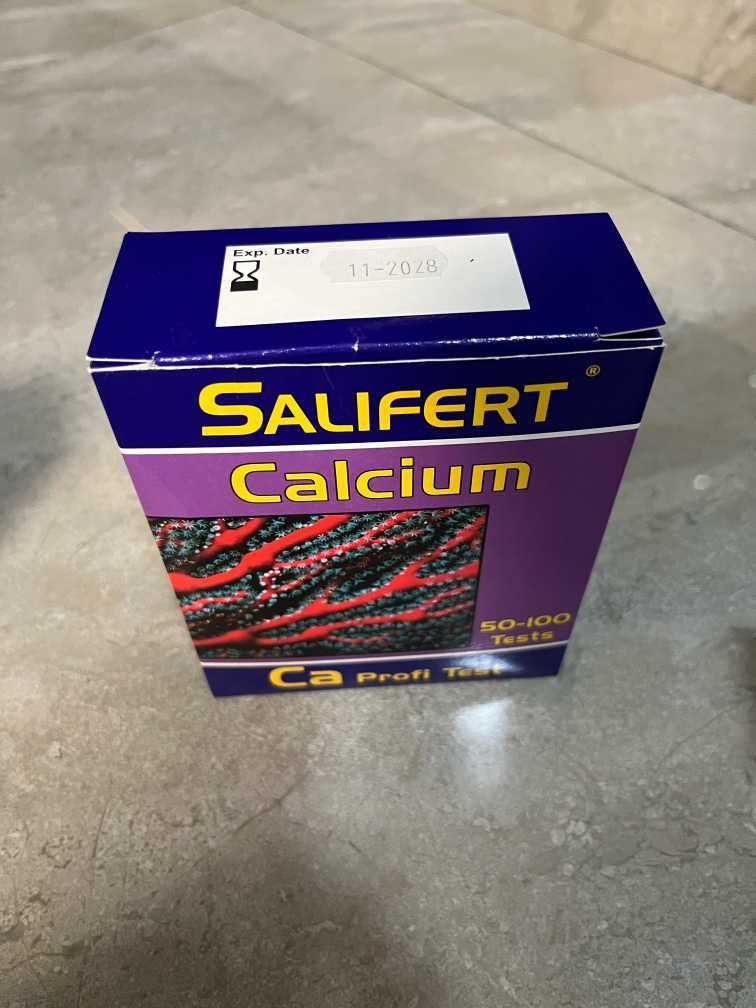 Exp. Date
11-2028
SALIFERT®
Calcium
50-100
Tests
Ca Profi Test